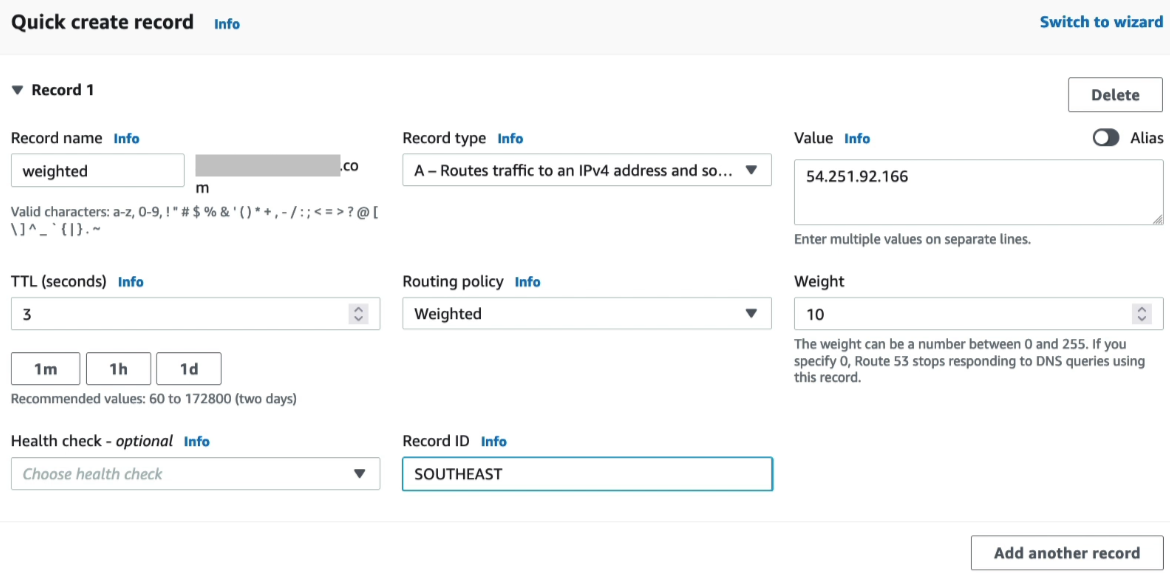 Quick create record Info Switch to wizard
▼ Record 1
Delete
Record name Info
weighted .co
m
Valid characters: a-z, 0-9, ! " # $ % & ' ( ) * + , - / : ; < = > ? @ [
\ ] ^ _ ` { | } . ~
Record type Info
A – Routes traffic to an IPv4 address and so...
Value Info Alias
54.251.92.166
Enter multiple values on separate lines.
TTL (seconds) Info
3
1m 1h 1d
Recommended values: 60 to 172800 (two days)
Routing policy Info
Weighted
Weight
10
The weight can be a number between 0 and 255. If you
specify 0, Route 53 stops responding to DNS queries using
this record.
Health check - optional Info
Choose health check
Record ID Info
SOUTHEAST
Add another record